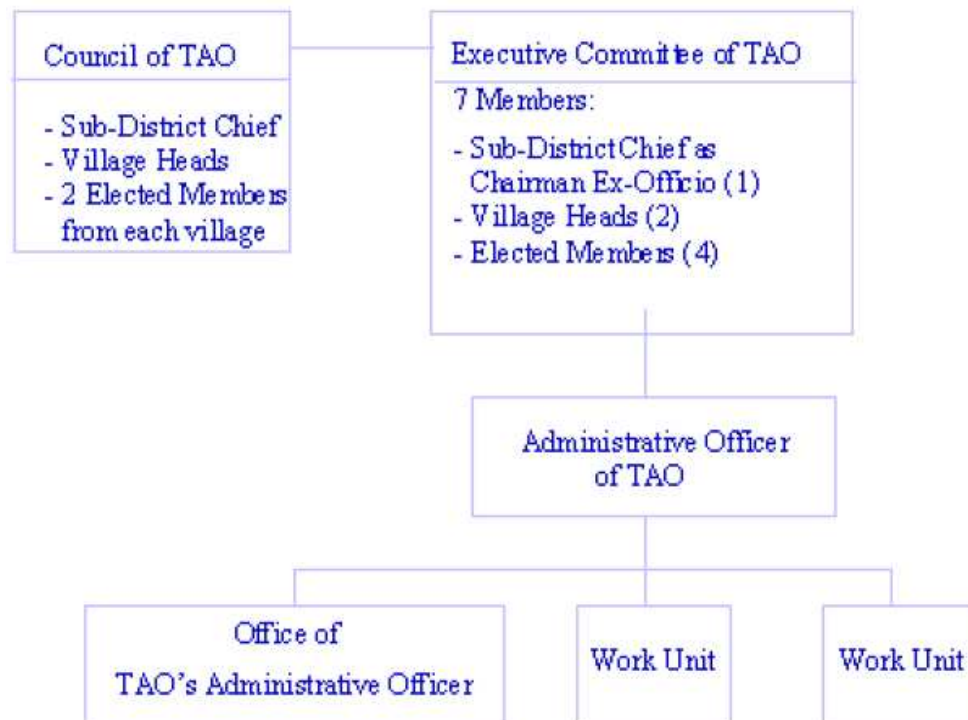 Council of TAO
- Sub-District Chief
- Village Heads
- 2 Elected Members
from each village
Executive Committee of TAO
7 Members:
- Sub-District Chief as
Chairman Ex-Officio (1)
- Village Heads (2)
- Elected Members (4)
Administrative Officer
of TAO
Office of
TAO's Administrative Officer
Work Unit
Work Unit